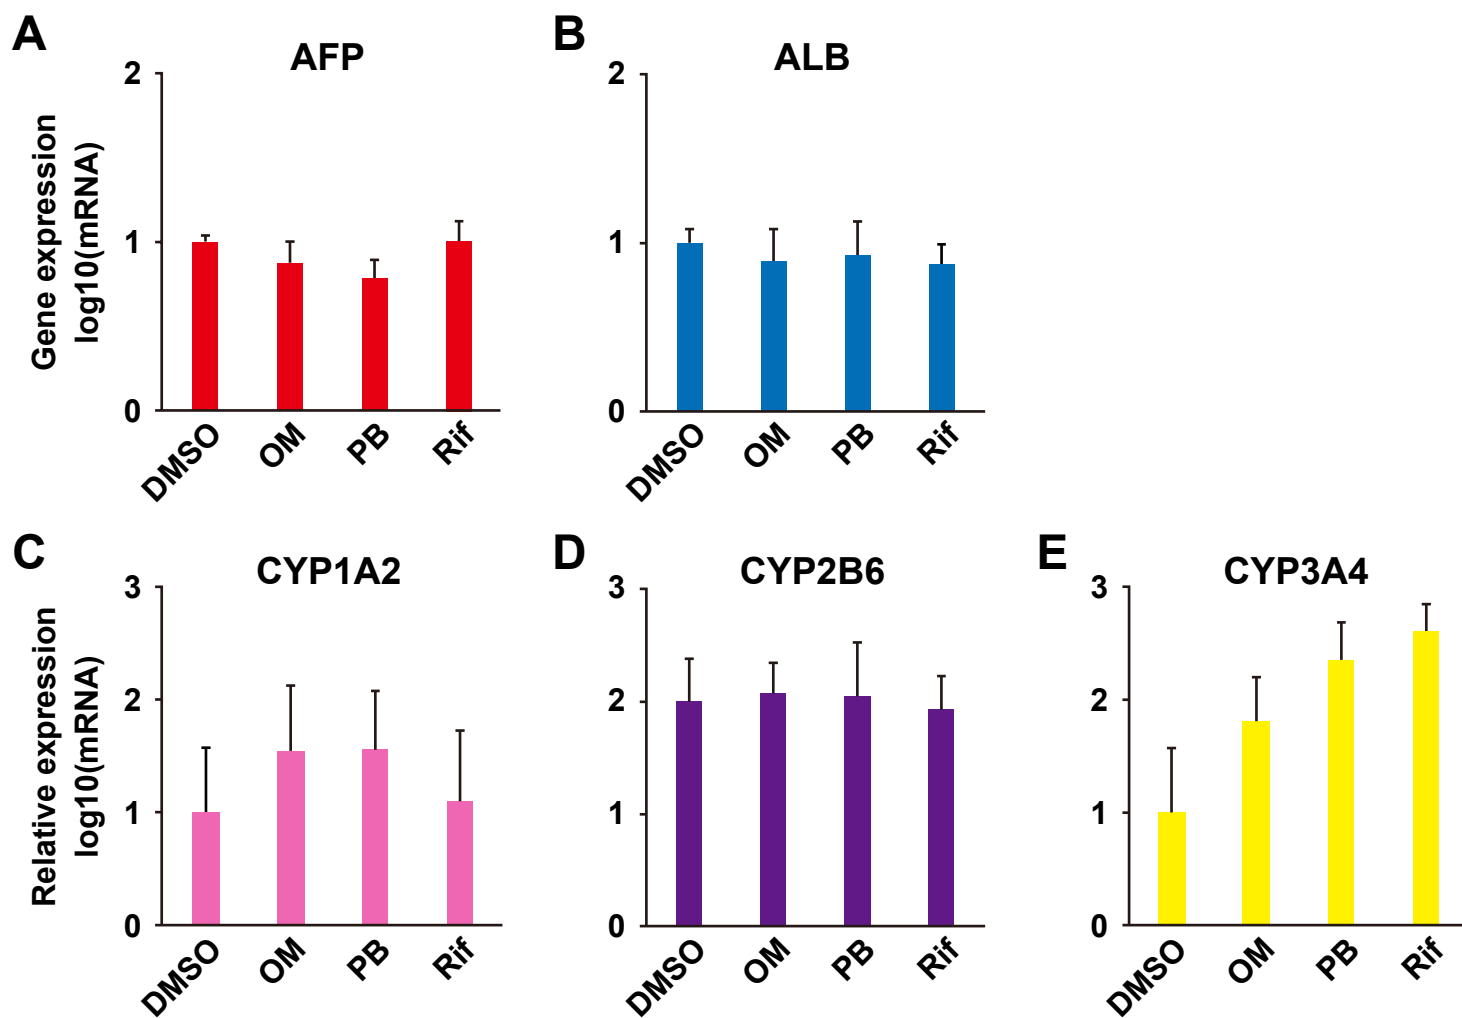 A
AFP
Gene expression
log10(mRNA)
2
1
0
DMSO
OM
PB
Rif
B
ALB
2
1
0
DMSO
OM
PB
Rif
C
CYP1A2
Relative expression
log10(mRNA)
3
2
1
0
DMSO
OM
PB
Rif
D
CYP2B6
3
2
1
0
DMSO
OM
PB
Rif
E
CYP3A4
3
2
1
0
DMSO
OM
PB
Rif